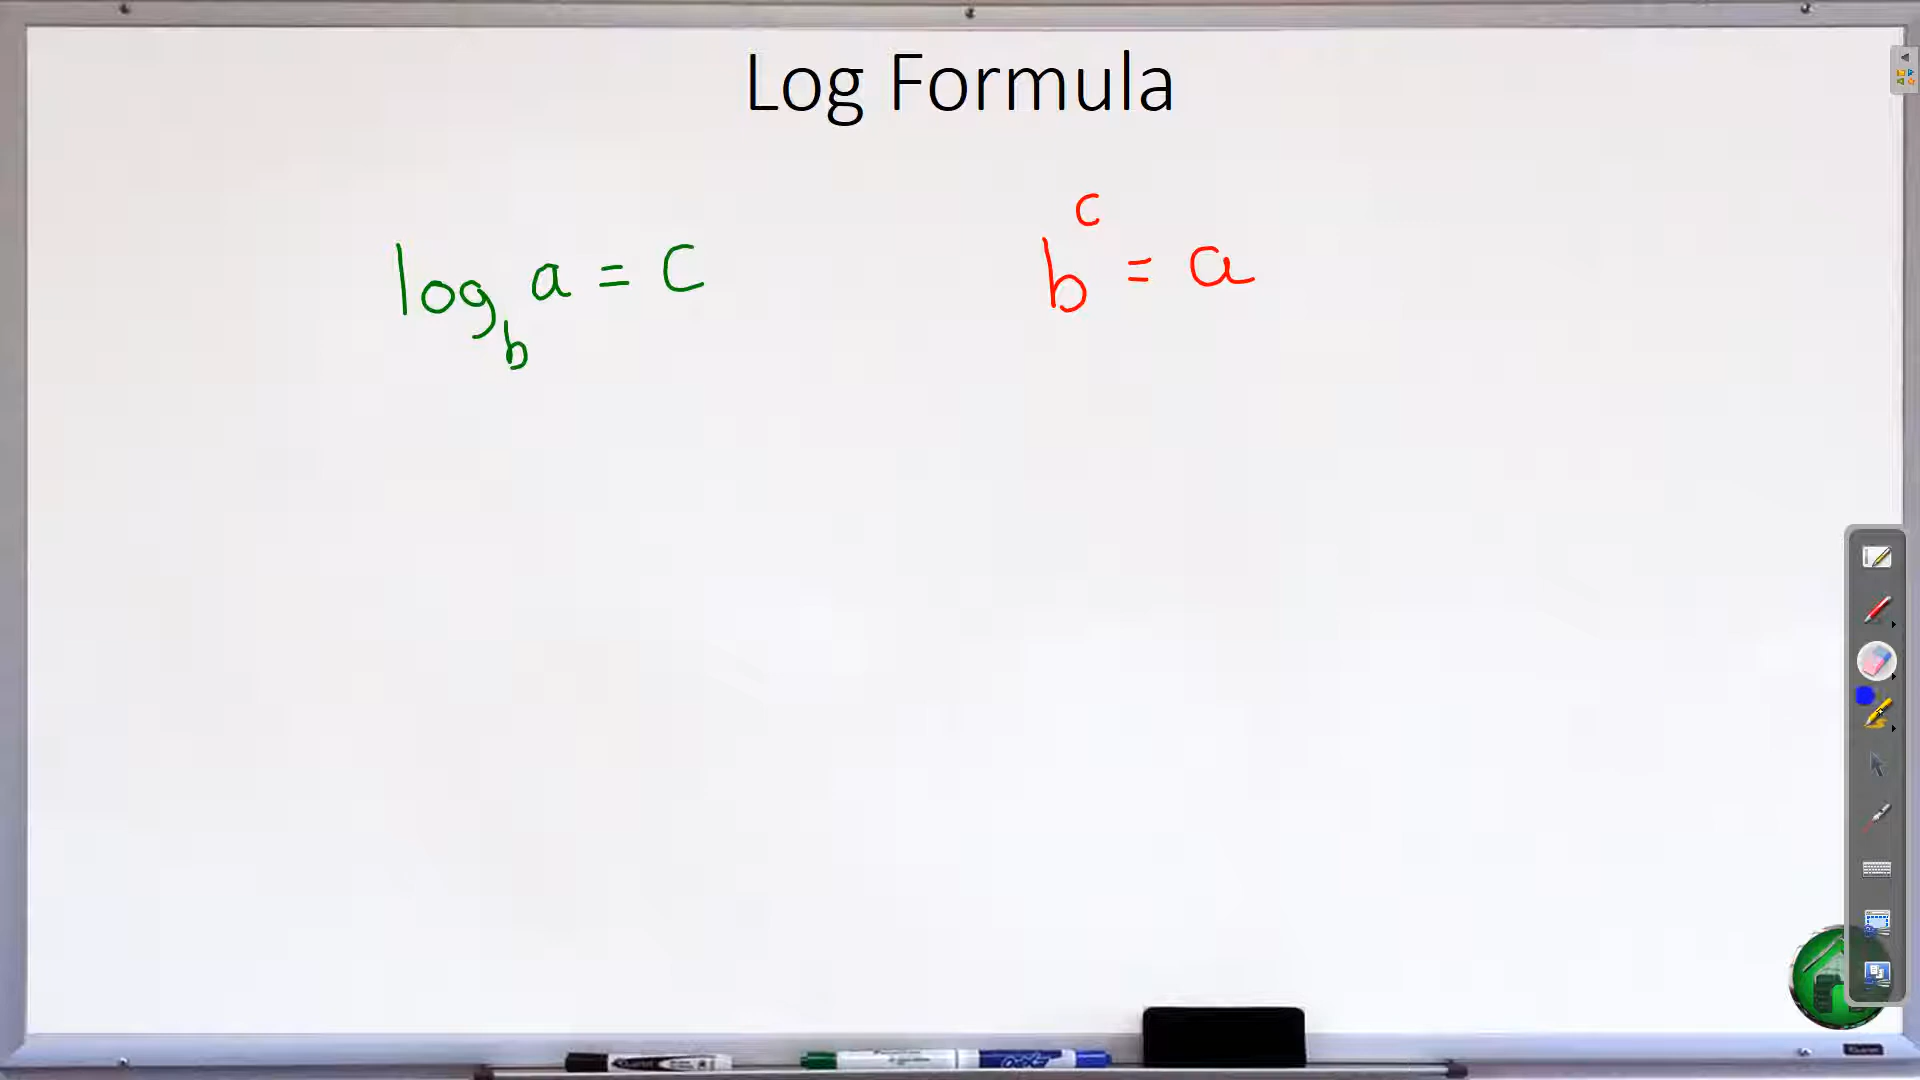 Log Formula
log_b a = c
b^c = a